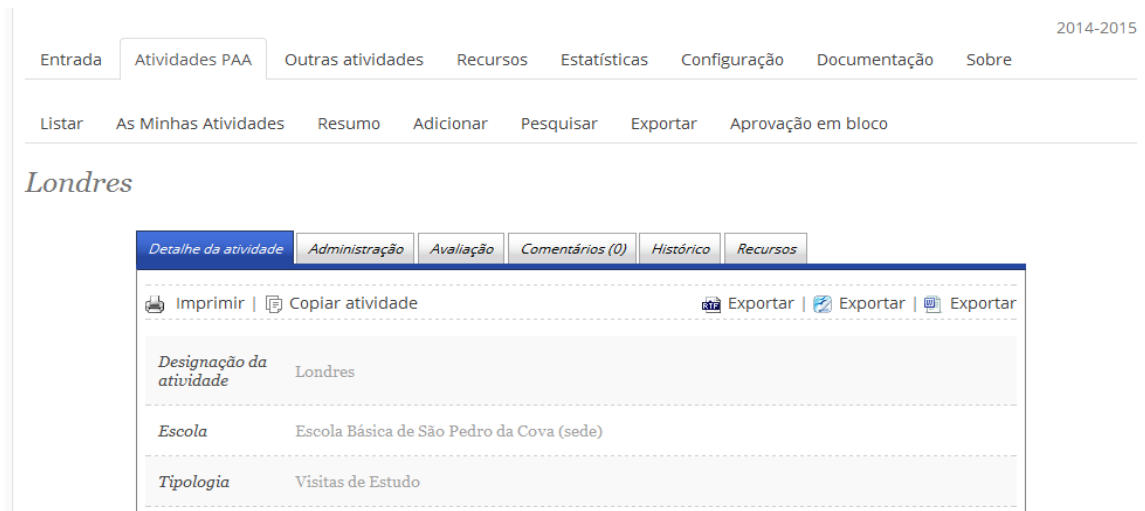 2014-2015
Entrada Atividades PAA Outras atividades Recursos Estatísticas Configuração Documentação Sobre
Listar As Minhas Atividades Resumo Adicionar Pesquisar Exportar Aprovação em bloco
Londres
Detalhe da atividade Administração Avaliação Comentários (0) Histórico Recursos
Imprimir | Copiar atividade RTF Exportar | Exportar | W Exportar
Designação da
atividade Londres
Escola Escola Básica de São Pedro da Cova (sede)
Tipologia Visitas de Estudo